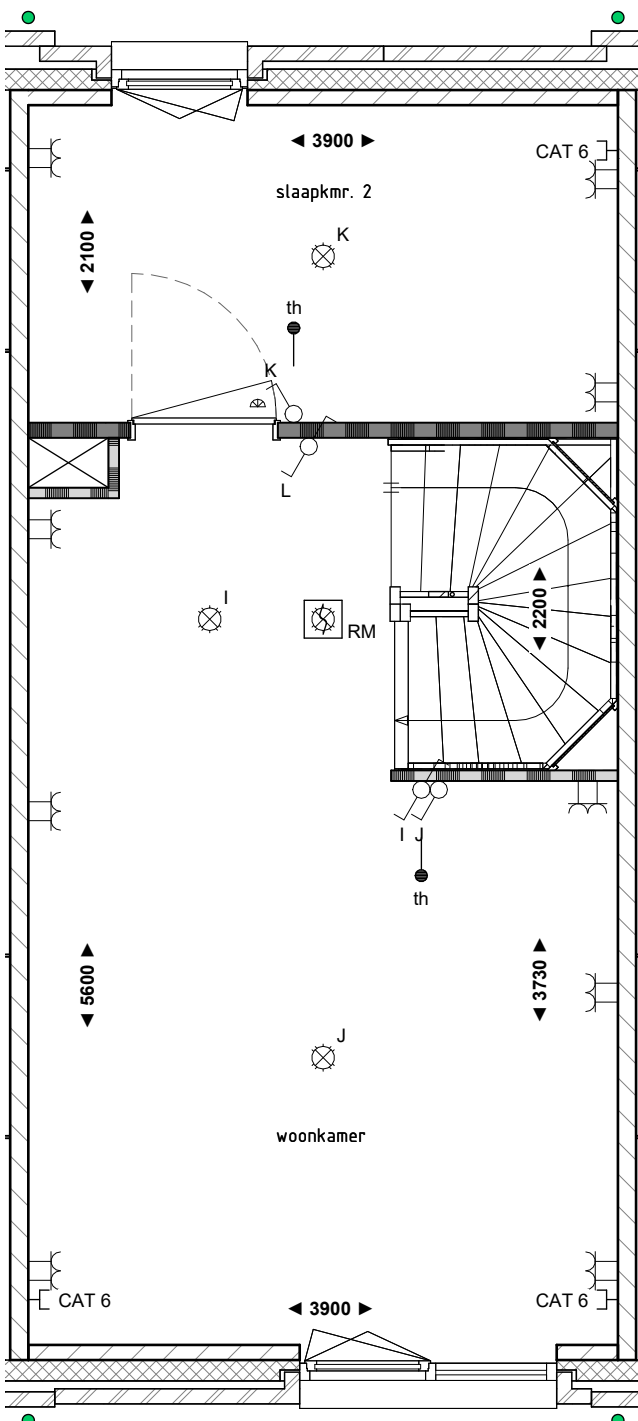 3900
CAT 6
slaapkmr. 2
K
2100
th
K
L
I
RM
2200
I J
th
5600
3730
J
woonkamer
CAT 6
3900
CAT 6